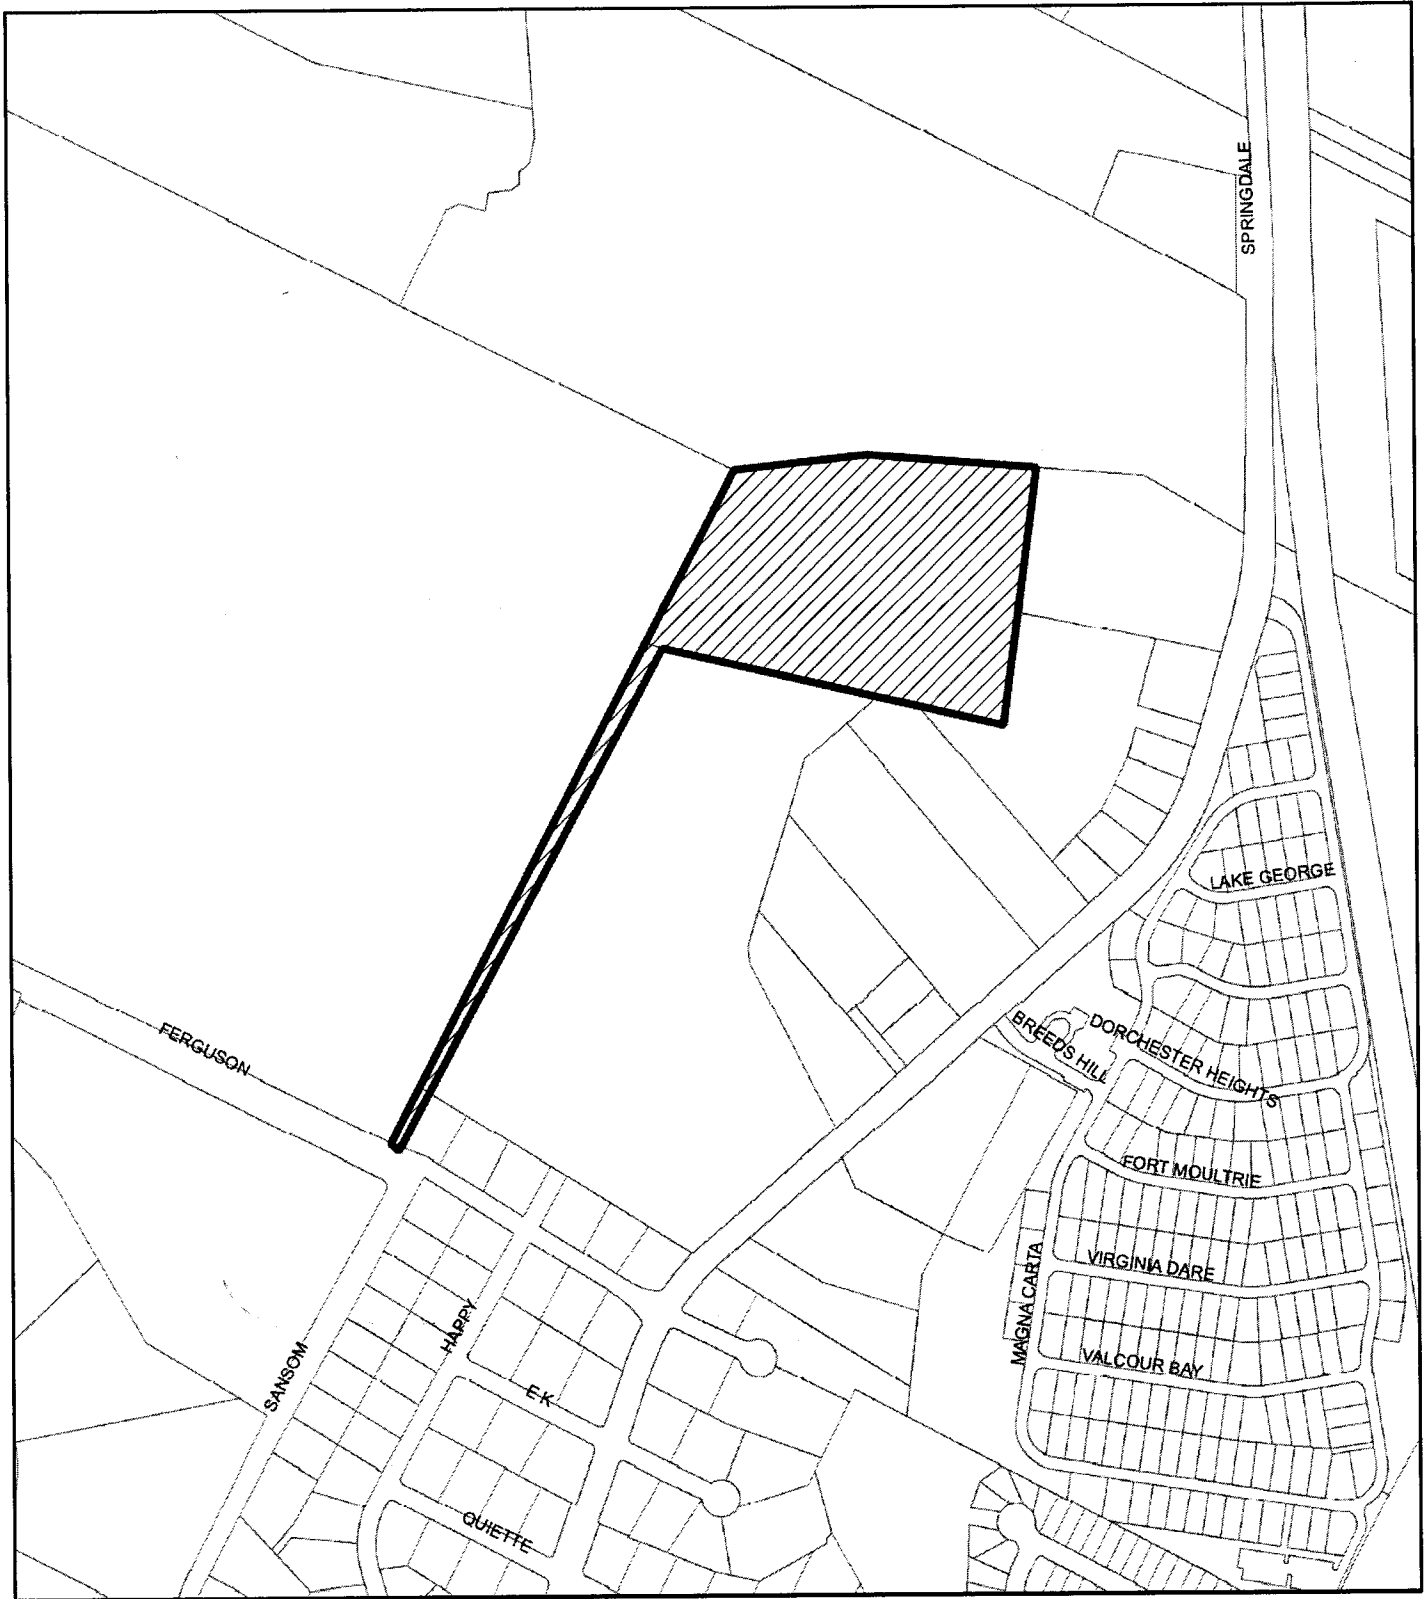 SPRINGDALE
LAKE GEORGE
FERGUSON
BREEDS HILL
DORCHESTER HEIGHTS
FORT MOULTRIE
VIRGINIA DARE
MAGNA CARTA
HAPPY
SANSOM
VALCOUR BAY
E-K
QUIETTE